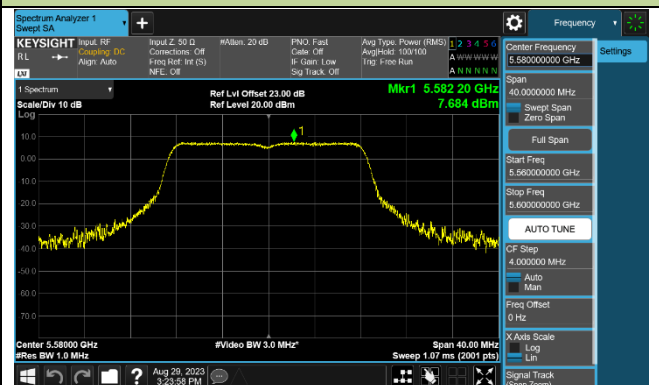 Spectrum Analyzer 1
Swept SA
Frequency
KEYSIGHT
RL
LXI
Input: RF
Coupling: DC
Align: Auto
Input Z: 50 Ω
Corrections: Off
Freq Ref: Int (S)
NFE: Off
#Atten: 20 dB
PNO: Fast
Gate: Off
IF Gain: Low
Sig Track: Off
Avg Type: Power (RMS)
Avg|Hold: 100/100
Trig: Free Run
1 2 3 4 5 6
A W W W W W
A N N N N N
1 Spectrum
Scale/Div 10 dB
Log
Ref Lvl Offset 23.00 dB
Ref Level 20.00 dBm
Mkr1 5.582 20 GHz
7.684 dBm
1
10.0
0.00
-10.0
-20.0
-30.0
-40.0
-50.0
-60.0
-70.0
Center 5.58000 GHz
#Res BW 1.0 MHz
#Video BW 3.0 MHz*
Span 40.00 MHz
Sweep 1.07 ms (2001 pts)
Aug 29, 2023
3:23:58 PM
Center Frequency
5.580000000 GHz
Span
40.0000000 MHz
Swept Span
Zero Span
Full Span
Start Freq
5.560000000 GHz
Stop Freq
5.600000000 GHz
AUTO TUNE
CF Step
4.000000 MHz
Auto
Man
Freq Offset
0 Hz
X Axis Scale
Log
Lin
Signal Track
(Span Zoom)
Settings